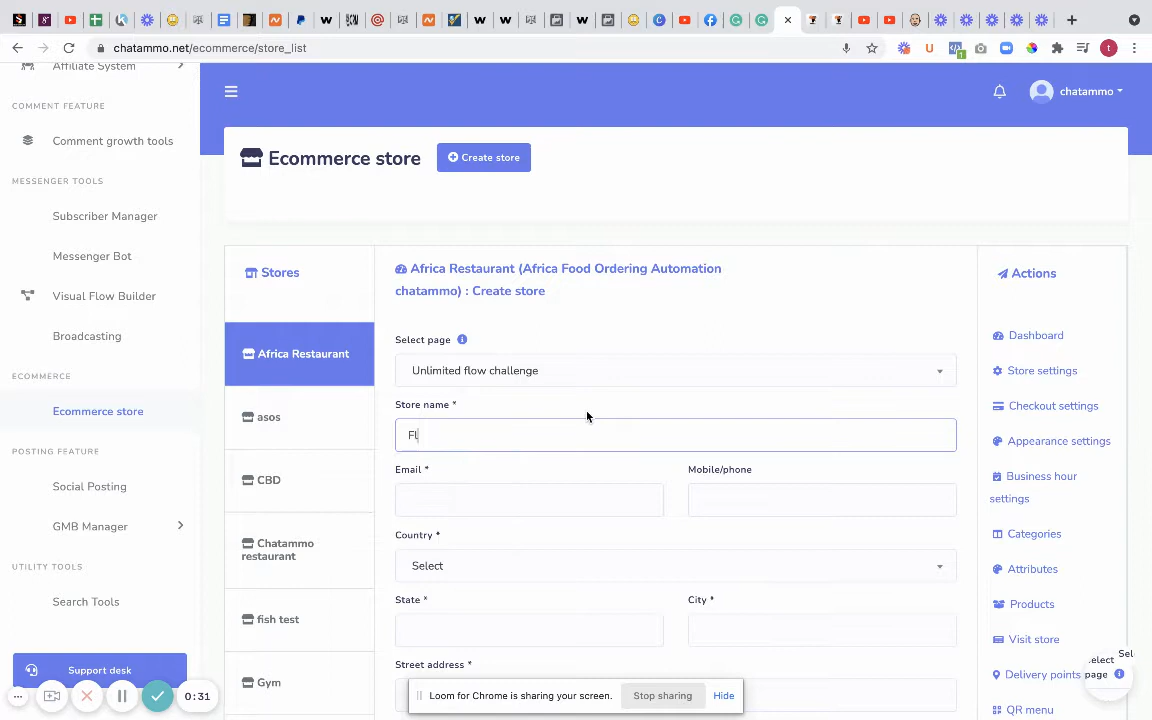 chatammo.net/ecommerce/store_list
Affiliate System
COMMENT FEATURE
Comment growth tools
MESSENGER TOOLS
Subscriber Manager
Messenger Bot
Visual Flow Builder
Broadcasting
ECOMMERCE
Ecommerce store
POSTING FEATURE
Social Posting
GMB Manager
UTILITY TOOLS
Search Tools
Support desk
0:31
chatammo
Ecommerce store
Create store
Stores
Africa Restaurant
asos
CBD
Chatammo
restaurant
fish test
Gym
Africa Restaurant (Africa Food Ordering Automation
chatammo) : Create store
Select page
Unlimited flow challenge
Store name *
Fl
Email *
Mobile/phone
Country *
Select
State *
City *
Street address *
Actions
Dashboard
Store settings
Checkout settings
Appearance settings
Business hour
settings
Categories
Attributes
Products
Visit store
Delivery points
QR menu
Loom for Chrome is sharing your screen.
Stop sharing
Hide